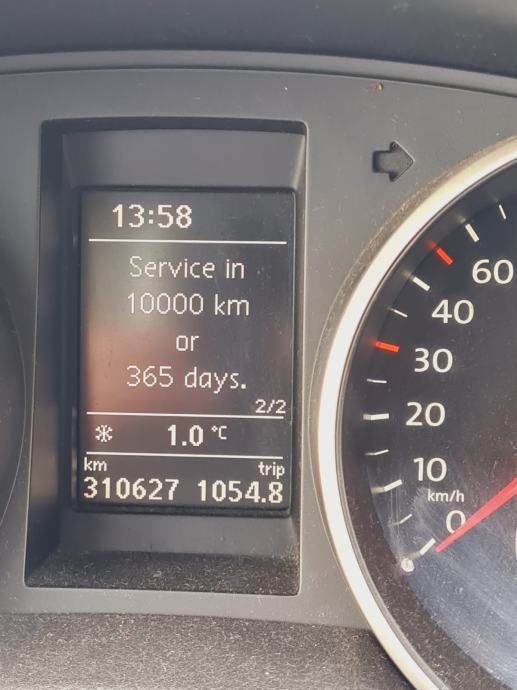 13:58
Service in
10000 km
or
365 days.
2/2
1.0 °C
km trip
310627 1054.8
60
40
30
20
10
km/h
0